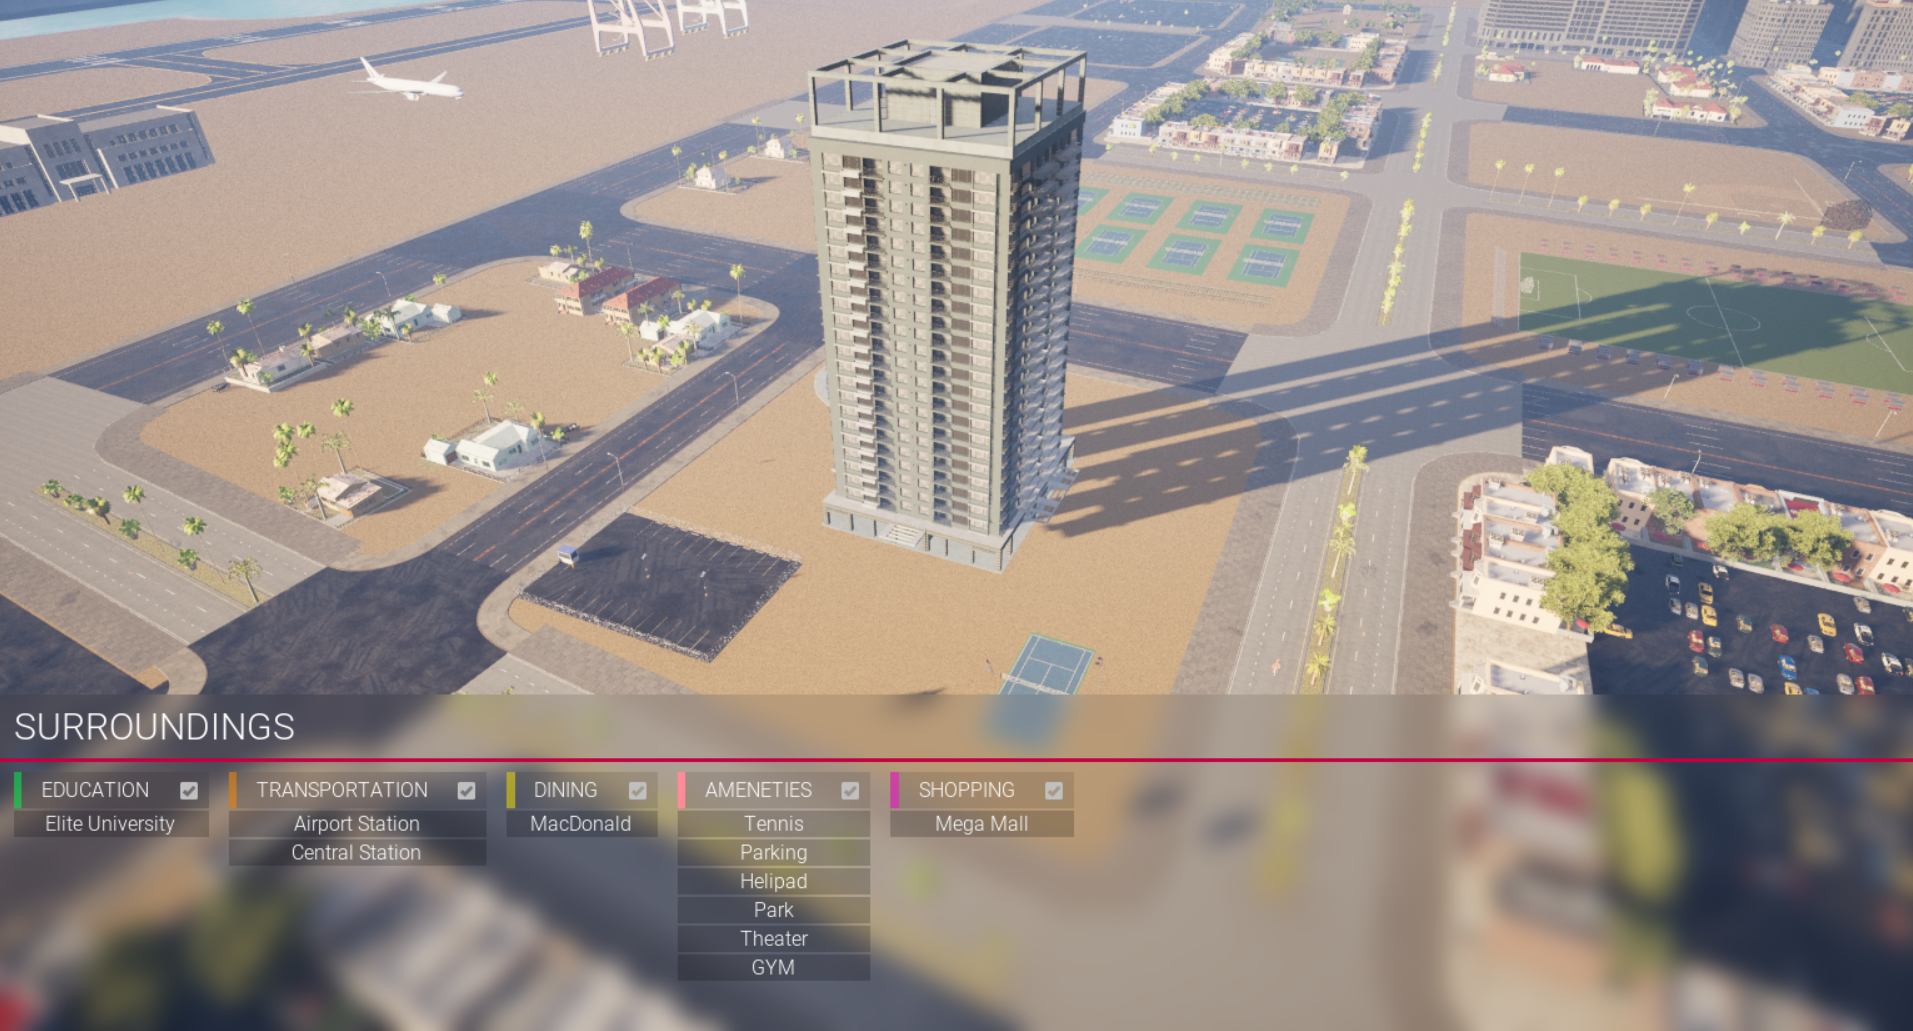 SURROUNDINGS
EDUCATION
Elite University
TRANSPORTATION
Airport Station
Central Station
DINING
MacDonald
AMENETIES
Tennis
Parking
Helipad
Park
Theater
GYM
SHOPPING
Mega Mall